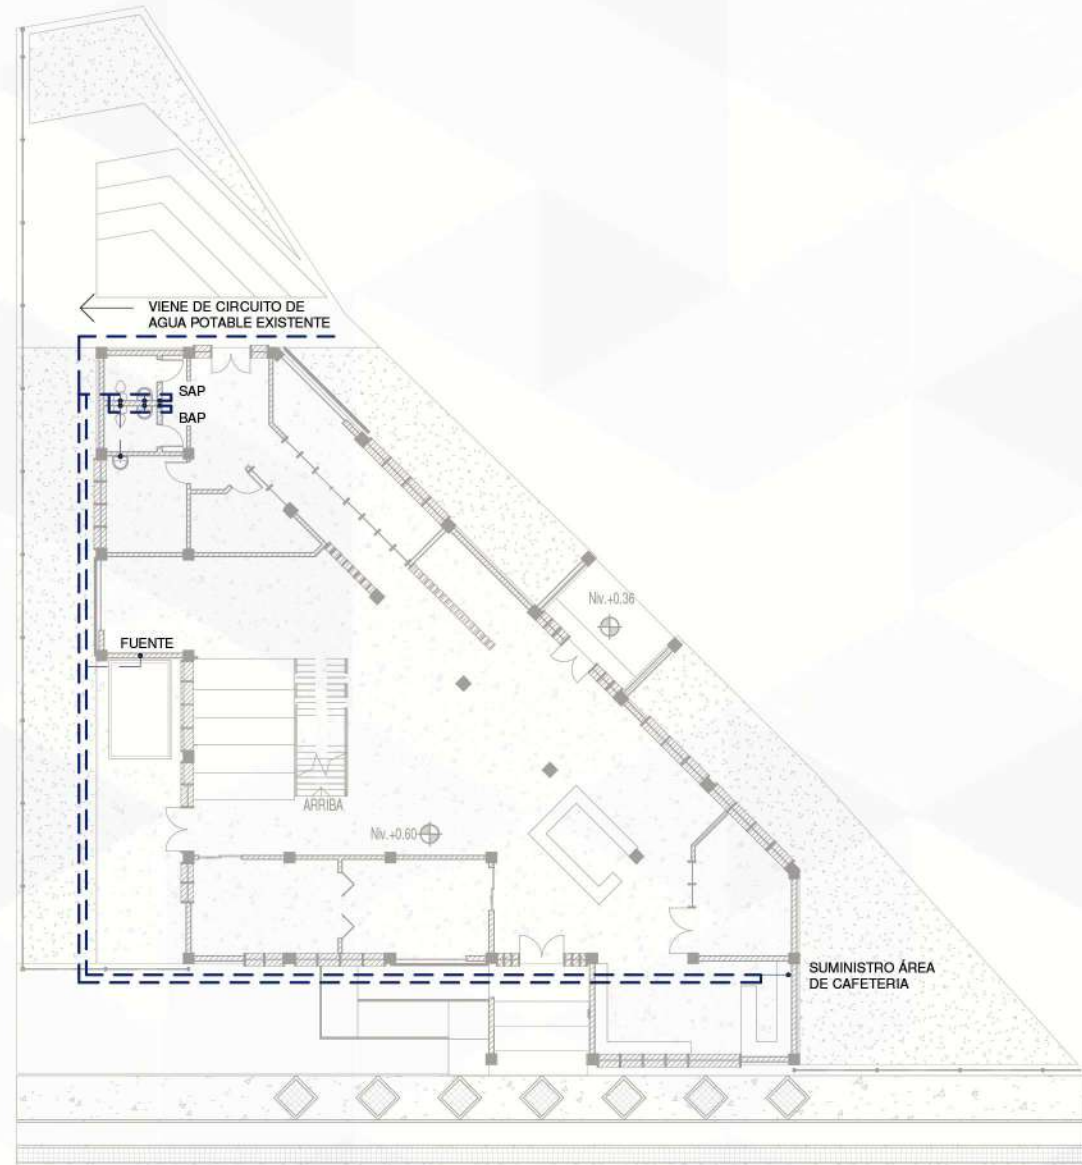 VIENE DE CIRCUITO DE
AGUA POTABLE EXISTENTE
SAP
BAP
Niv.+0.36
FUENTE
ARRIBA
Niv.+0.60
SUMINISTRO ÁREA
DE CAFETERIA